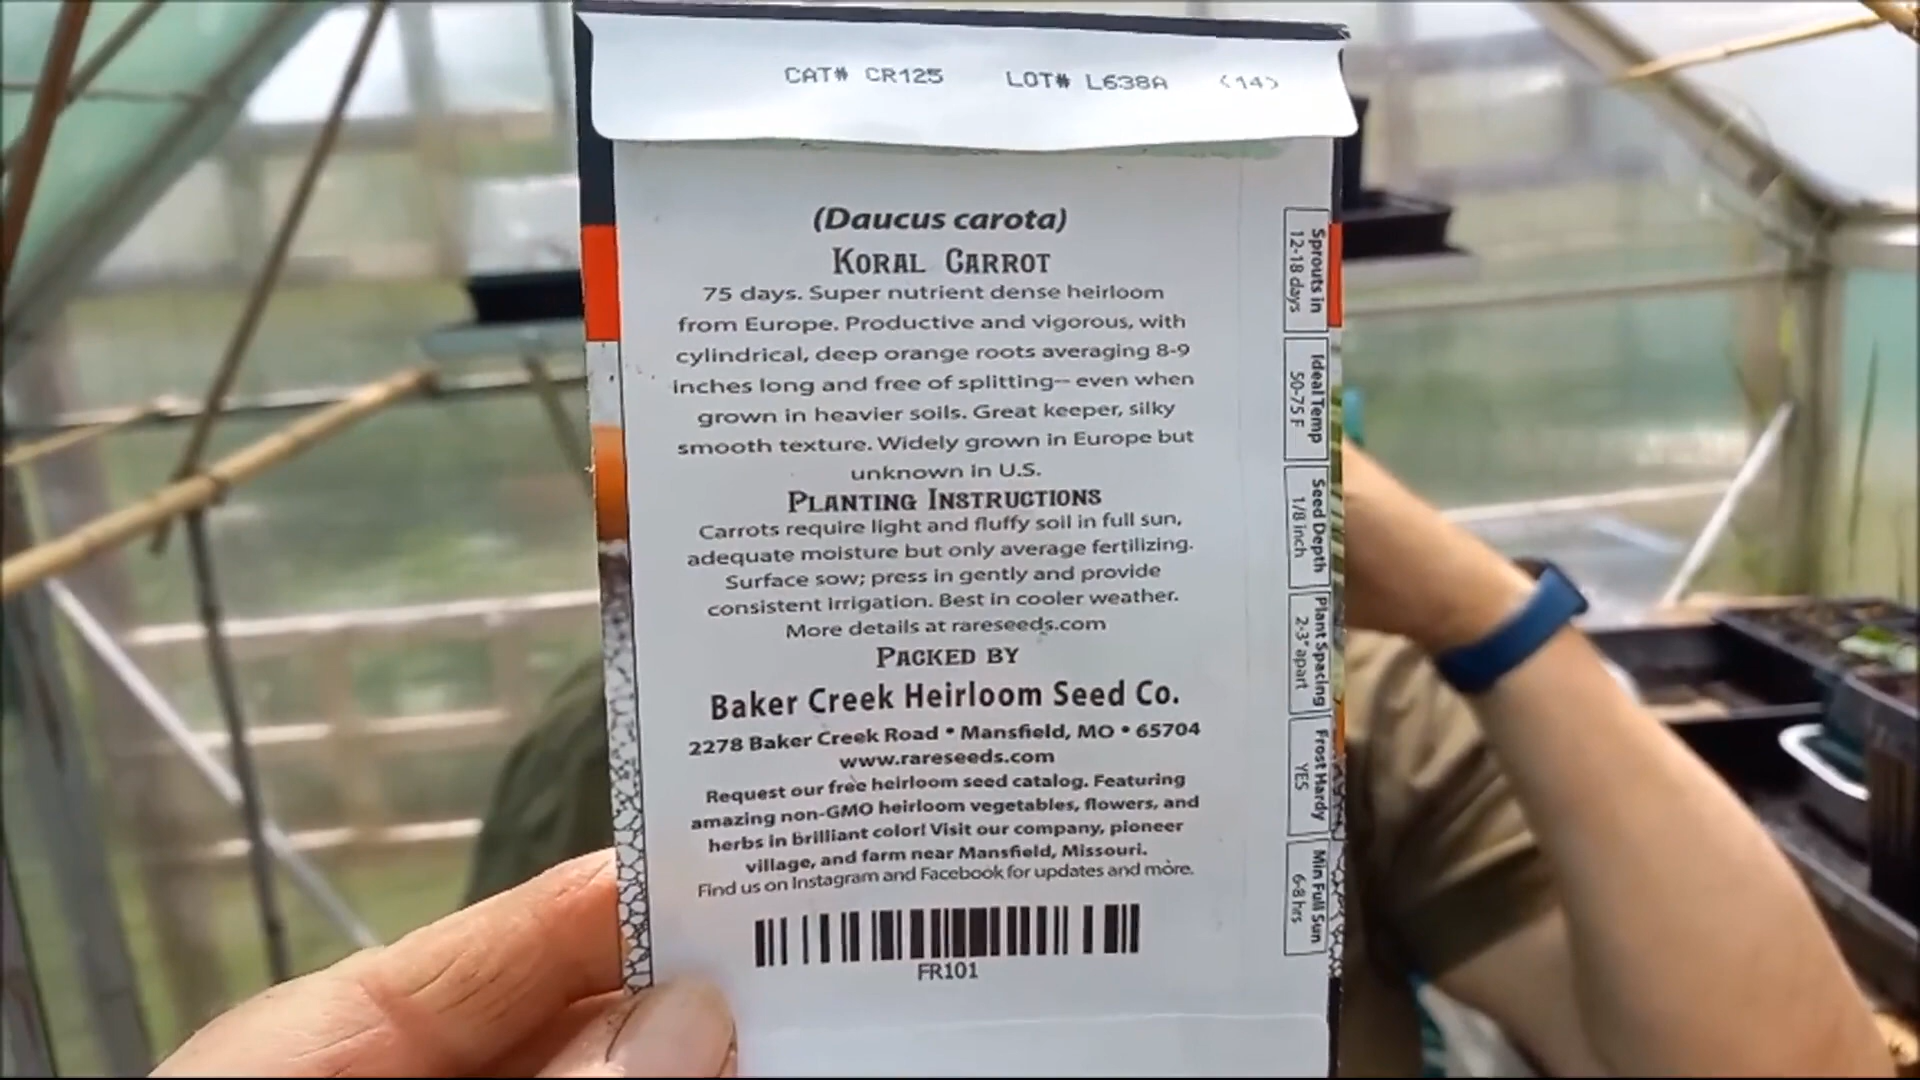 CAT# CR125 LOT# L638A (14)
(Daucus carota)
KORAL CARROT
75 days. Super nutrient dense heirloom
from Europe. Productive and vigorous, with
cylindrical, deep orange roots averaging 8-9
inches long and free of splitting-- even when
grown in heavier soils. Great keeper, silky
smooth texture. Widely grown in Europe but
unknown in U.S.
PLANTING INSTRUCTIONS
Carrots require light and fluffy soil in full sun,
adequate moisture but only average fertilizing.
Surface sow; press in gently and provide
consistent irrigation. Best in cooler weather.
More details at rareseeds.com
PACKED BY
Baker Creek Heirloom Seed Co.
2278 Baker Creek Road • Mansfield, MO • 65704
www.rareseeds.com
Request our free heirloom seed catalog. Featuring
amazing non-GMO heirloom vegetables, flowers, and
herbs in brilliant color! Visit our company, pioneer
village, and farm near Mansfield, Missouri.
Find us on Instagram and Facebook for updates and more.
FR101
Sprouts in
12-18 days
Ideal Temp
50-75 F
Seed Depth
1/8 inch
Plant Spacing
2-3" apart
Frost Hardy
YES
Min Full Sun
6-8 hrs